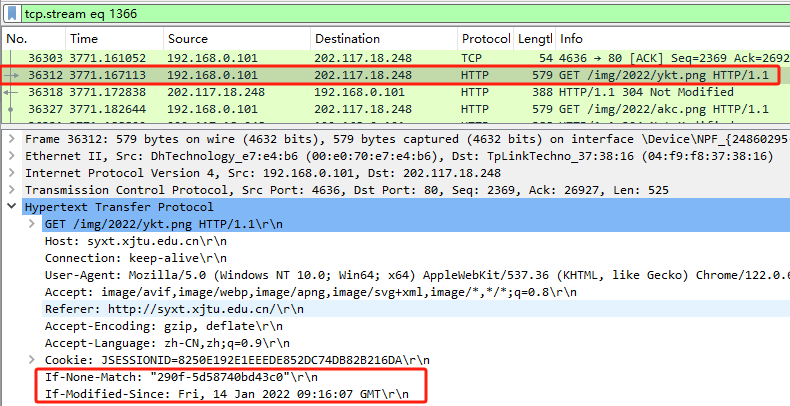 tcp.stream eq 1366
No. Time Source Destination Protocol Lengtl Info
36303 3771.161052 192.168.0.101 202.117.18.248 TCP 54 4636 → 80 [ACK] Seq=2369 Ack=2692
36312 3771.167113 192.168.0.101 202.117.18.248 HTTP 579 GET /img/2022/ykt.png HTTP/1.1
36318 3771.172838 202.117.18.248 192.168.0.101 HTTP 388 HTTP/1.1 304 Not Modified
36327 3771.182644 192.168.0.101 202.117.18.248 HTTP 579 GET /img/2022/akc.png HTTP/1.1
Frame 36312: 579 bytes on wire (4632 bits), 579 bytes captured (4632 bits) on interface \Device\NPF_{24860295
Ethernet II, Src: DhTechnology_e7:e4:b6 (00:e0:70:e7:e4:b6), Dst: TpLinkTechno_37:38:16 (04:f9:f8:37:38:16)
Internet Protocol Version 4, Src: 192.168.0.101, Dst: 202.117.18.248
Transmission Control Protocol, Src Port: 4636, Dst Port: 80, Seq: 2369, Ack: 26927, Len: 525
Hypertext Transfer Protocol
GET /img/2022/ykt.png HTTP/1.1\r\n
Host: syxt.xjtu.edu.cn\r\n
Connection: keep-alive\r\n
User-Agent: Mozilla/5.0 (Windows NT 10.0; Win64; x64) AppleWebKit/537.36 (KHTML, like Gecko) Chrome/122.0.
Accept: image/avif,image/webp,image/apng,image/svg+xml,image/*,*/*;q=0.8\r\n
Referer: http://syxt.xjtu.edu.cn/\r\n
Accept-Encoding: gzip, deflate\r\n
Accept-Language: zh-CN,zh;q=0.9\r\n
Cookie: JSESSIONID=8250E192E1EEEDE852DC74DB82B216DA\r\n
If-None-Match: "290f-5d58740bd43c0"\r\n
If-Modified-Since: Fri, 14 Jan 2022 09:16:07 GMT\r\n